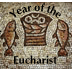 Year of the
Eucharist